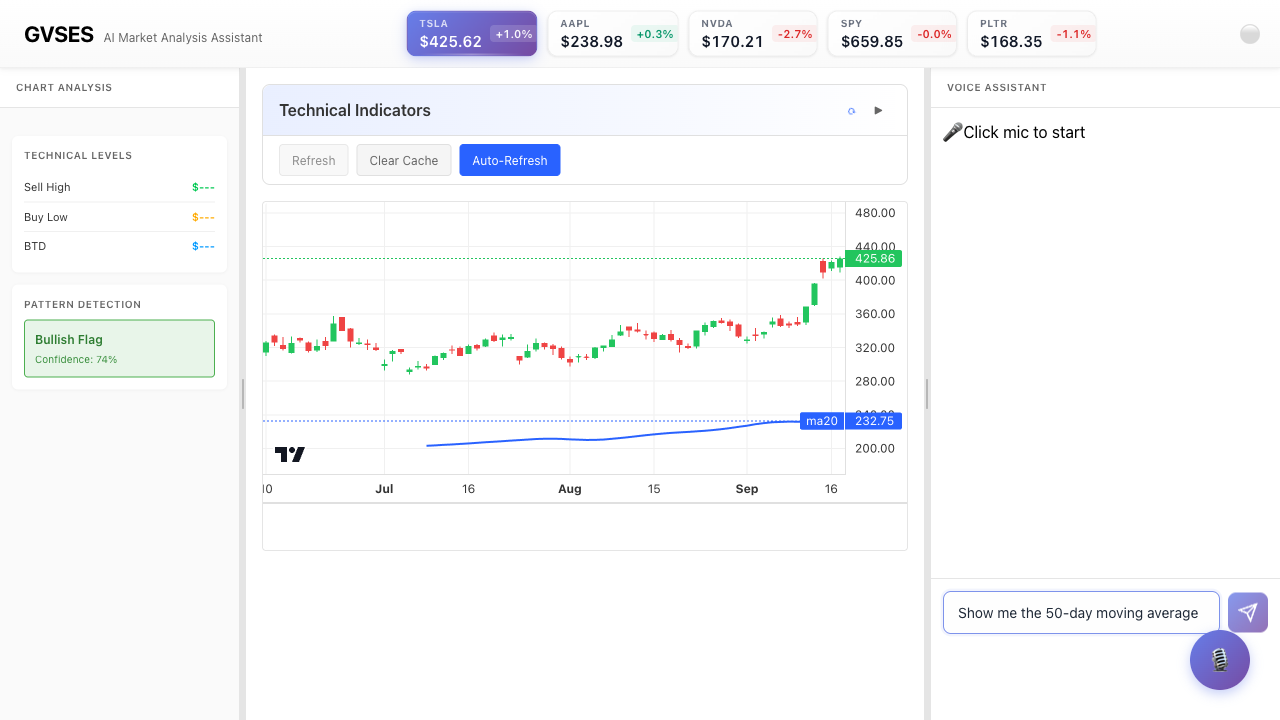 GVSES AI Market Analysis Assistant
TSLA
$425.62 +1.0%
AAPL
$238.98 +0.3%
NVDA
$170.21 -2.7%
SPY
$659.85 -0.0%
PLTR
$168.35 -1.1%
CHART ANALYSIS
TECHNICAL LEVELS
Sell High $---
Buy Low $---
BTD $---
PATTERN DETECTION
Bullish Flag
Confidence: 74%
Technical Indicators
Refresh Clear Cache Auto-Refresh
480.00
440.00
425.86
400.00
360.00
320.00
280.00
240.00
ma20 232.75
200.00
10 Jul 16 Aug 15 Sep 16
VOICE ASSISTANT
🎤Click mic to start
Show me the 50-day moving average